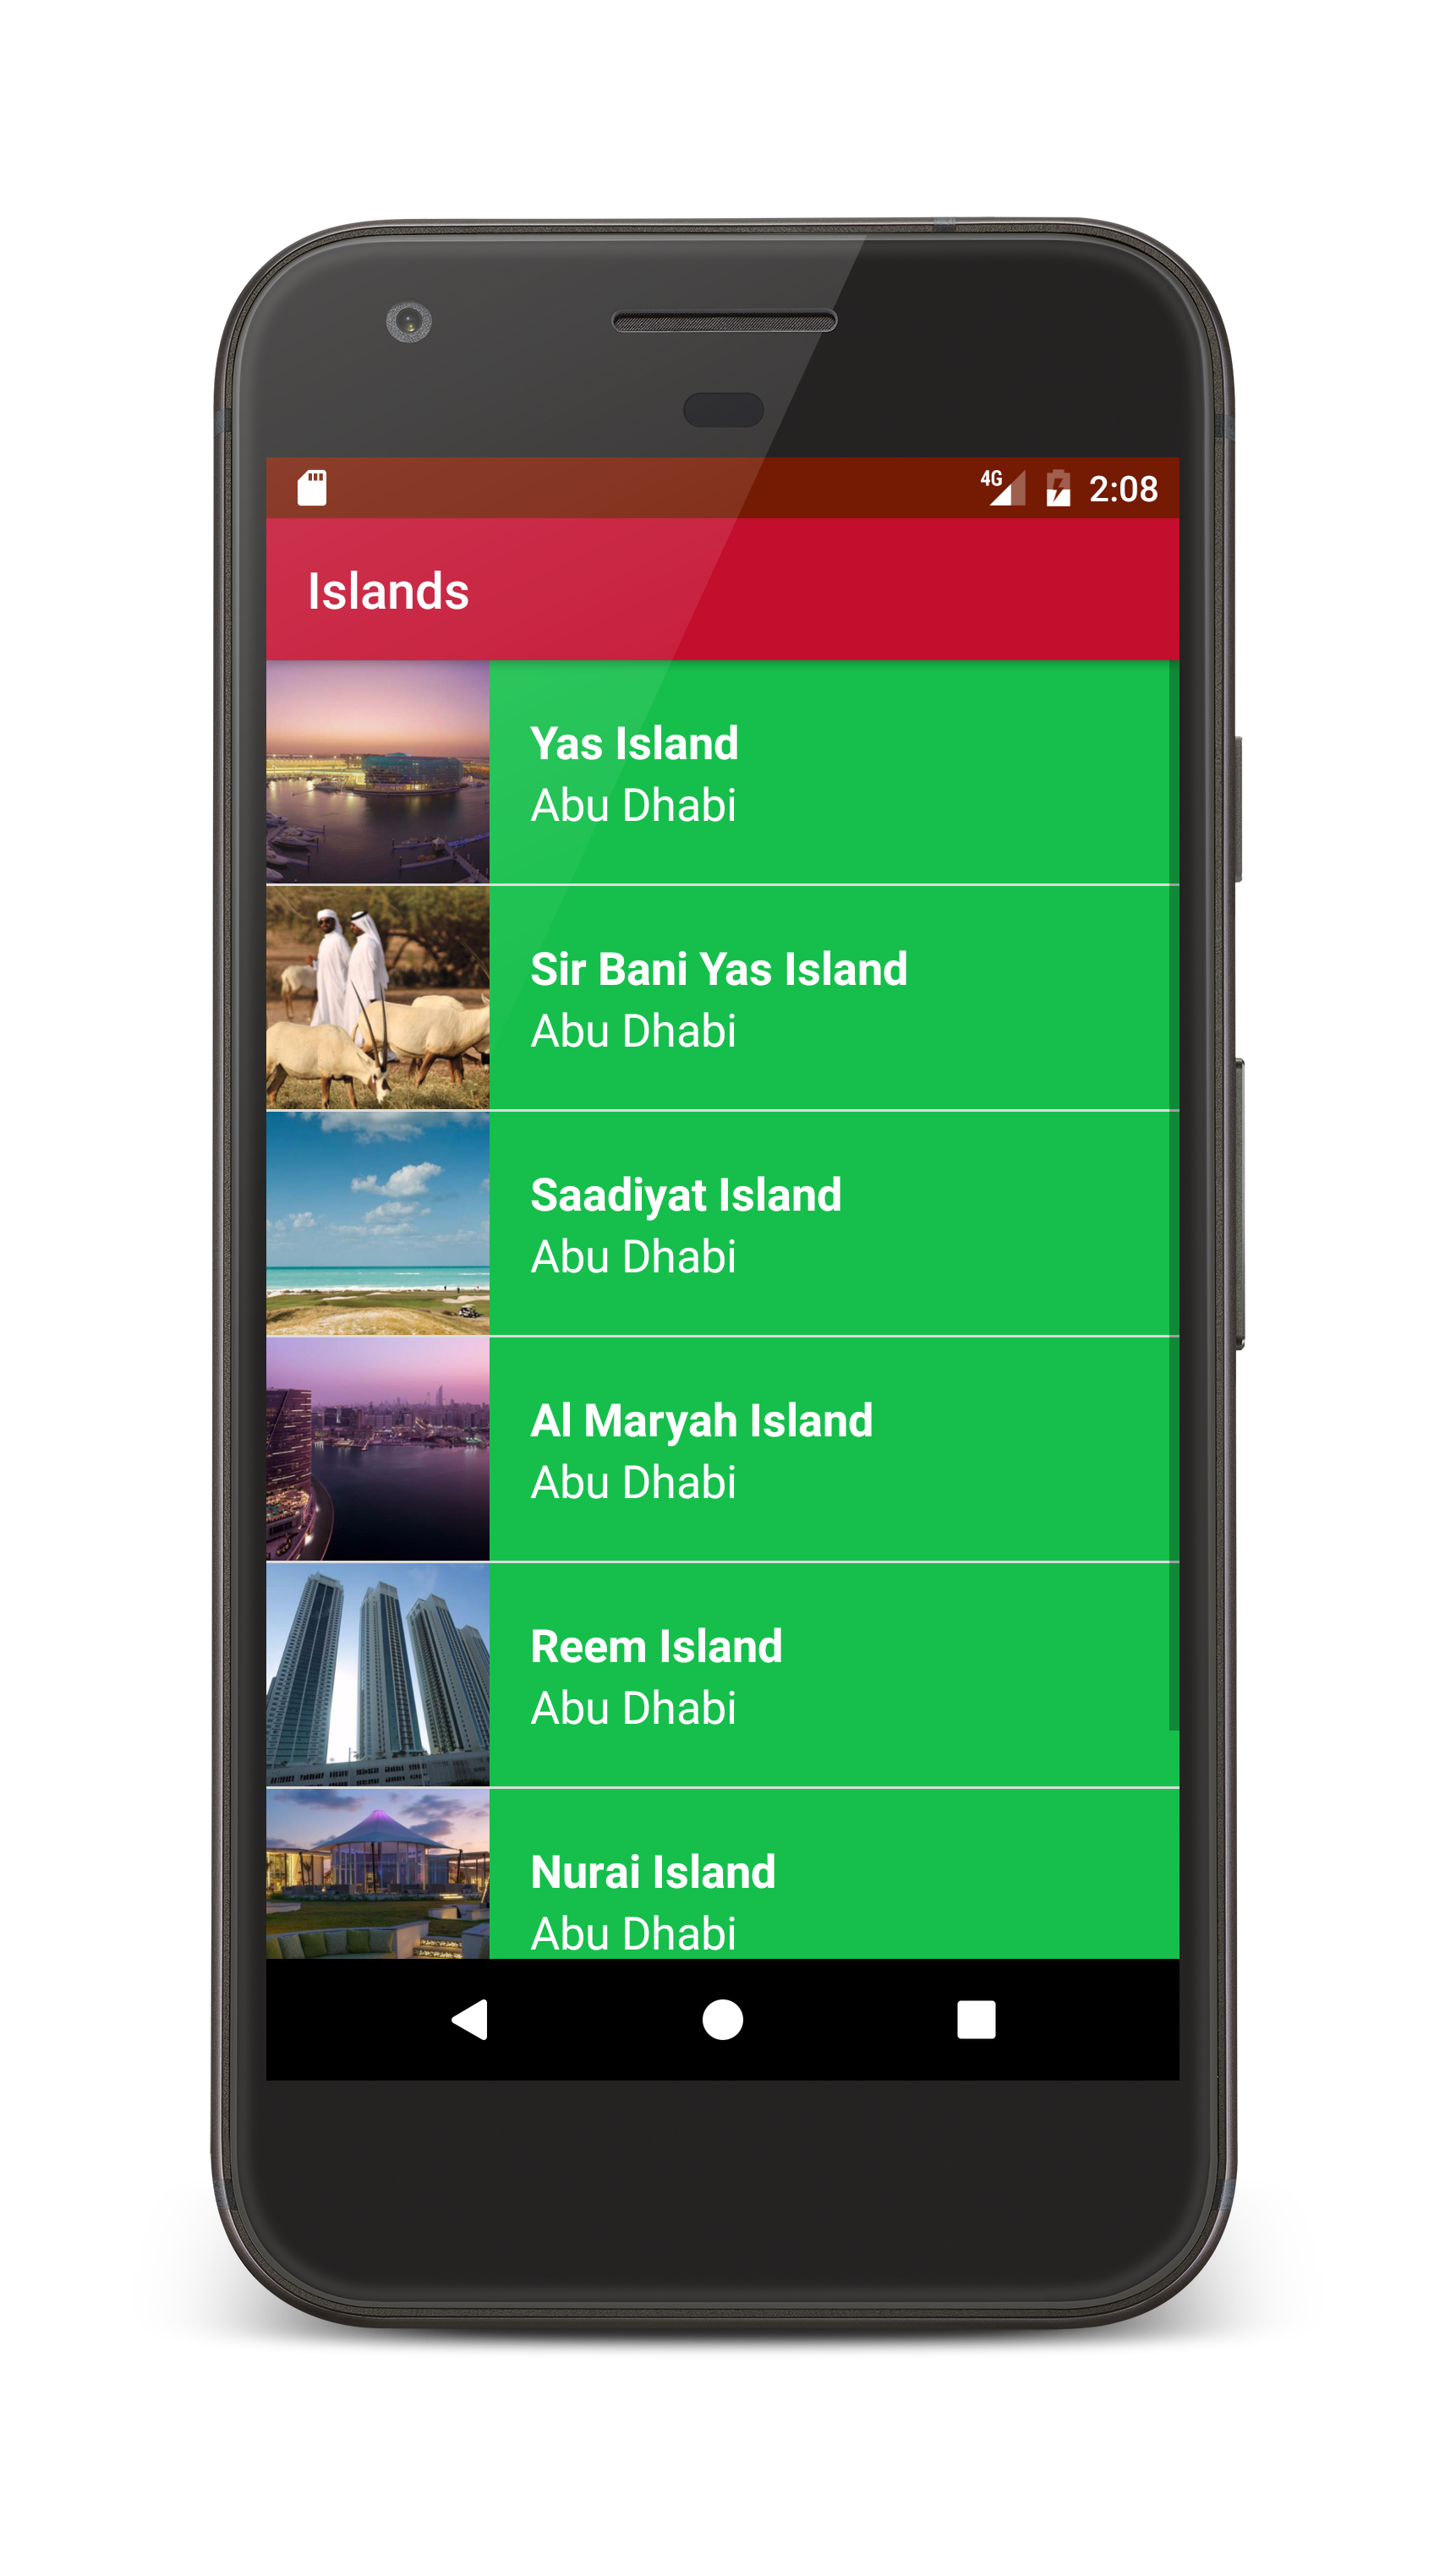 4G 2:08
Islands
Yas Island
Abu Dhabi
Sir Bani Yas Island
Abu Dhabi
Saadiyat Island
Abu Dhabi
Al Maryah Island
Abu Dhabi
Reem Island
Abu Dhabi
Nurai Island
Abu Dhabi